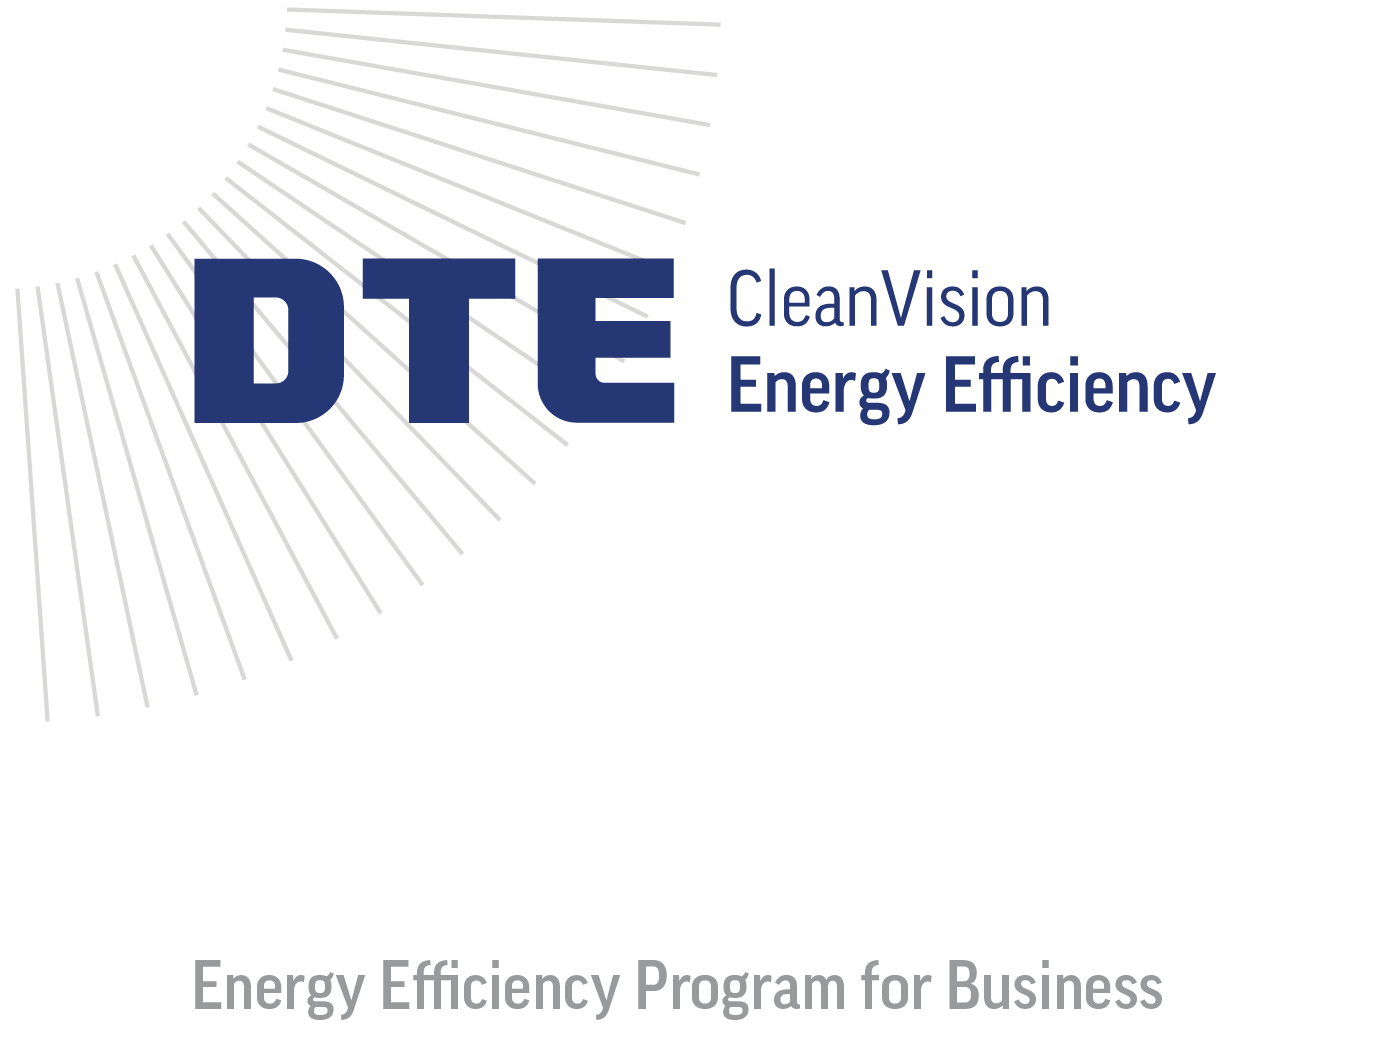 DTE
CleanVision
Energy Efficiency
Energy Efficiency Program for Business